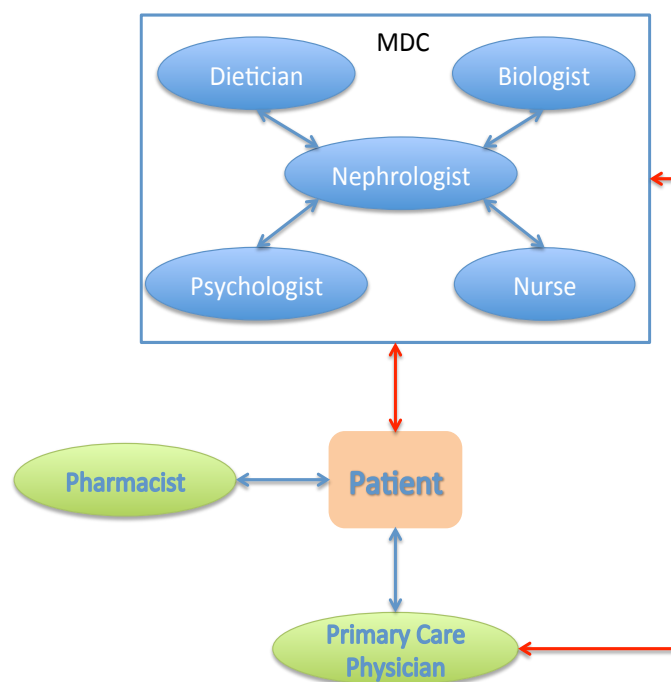 MDC
Dietician
Biologist
Nephrologist
Psychologist
Nurse
Pharmacist
Patient
Primary Care
Physician